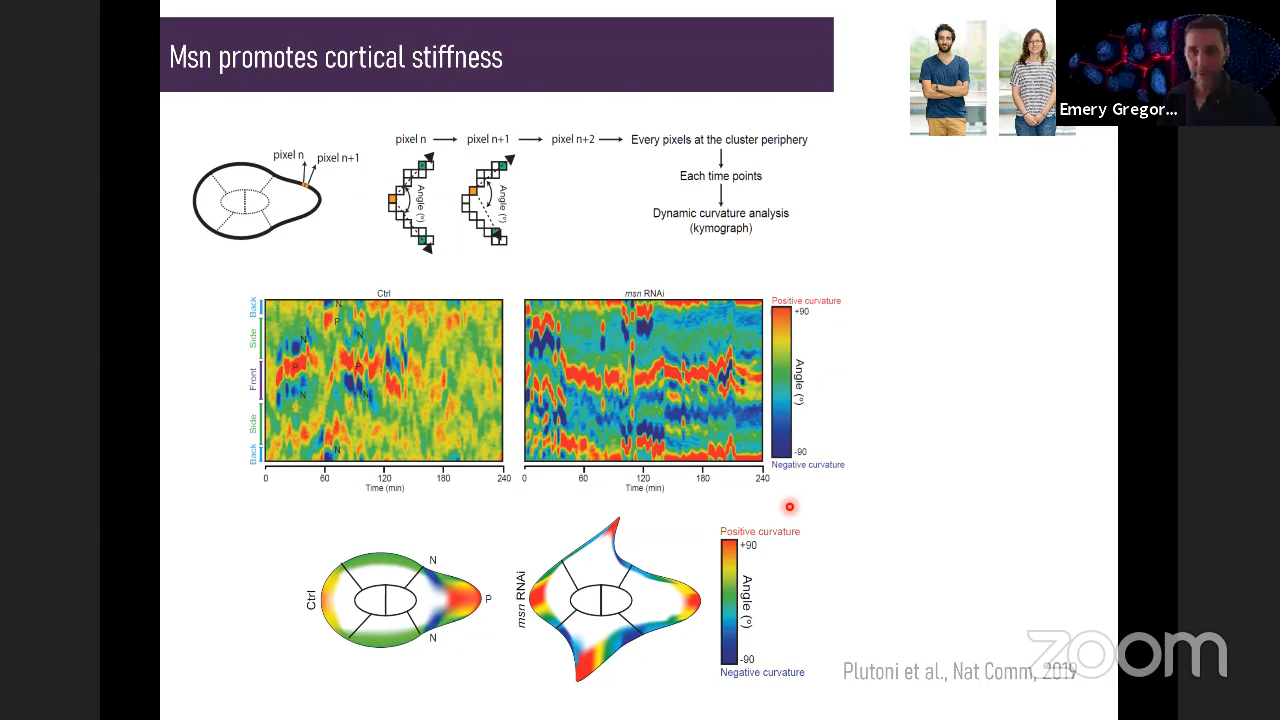 Msn promotes cortical stiffness
Emery Gregor...
pixel n
pixel n+1
pixel n pixel n+1 pixel n+2 Every pixels at the cluster periphery
Angle (º)
Angle (º)
Each time points
Dynamic curvature analysis
(kymograph)
Ctrl
msn RNAi
Back
Side
Front
Side
Back
N
P
N
N
P
P
N
N
N
0 60 120 180 240
Time (min)
0 60 120 180 240
Time (min)
Positive curvature
+90
Angle (º)
-90
Negative curvature
Ctrl
N
P
N
msn RNAi
Positive curvature
+90
Angle (º)
-90
Negative curvature
Plutoni et al., Nat Comm, 2019
zoom